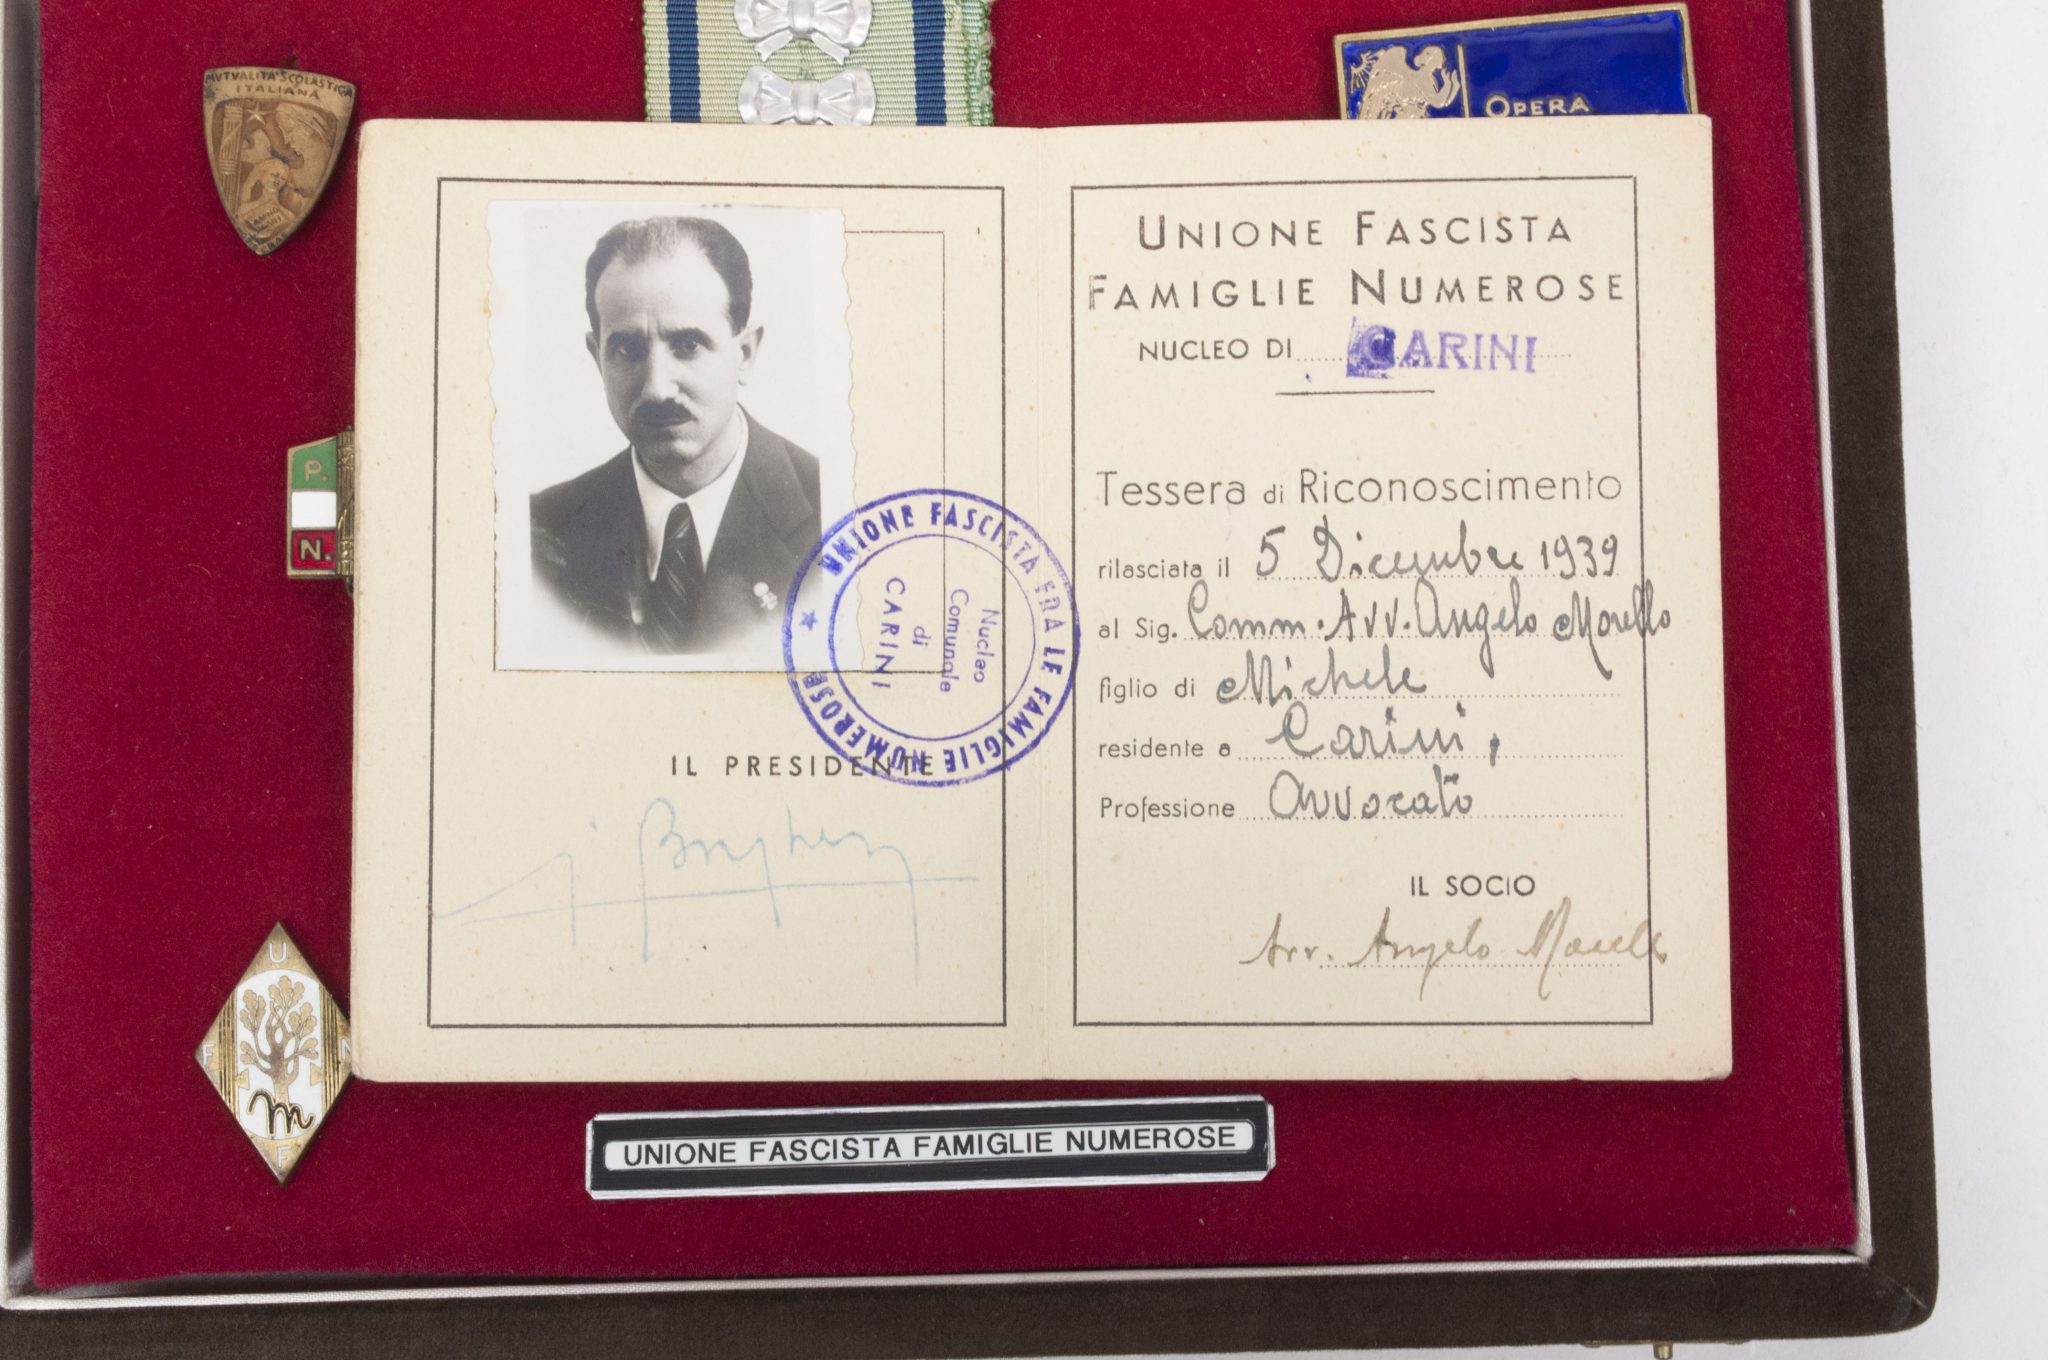 MVTVALITA' SCOLASTICA
ITALIANA
OPERA
P.
N.
U
F N
m
F
UNIONE FASCISTA FRA LE FAMIGLIE NUMEROSE
Nucleo
Comunale
di
CARINI
IL PRESIDENTE
UNIONE FASCISTA
FAMIGLIE NUMEROSE
NUCLEO DI CARINI
Tessera di Riconoscimento
rilasciata il 5 Dicembre 1939
al Sig. Comm. Avv. Angelo Morello
figlio di Michele
residente a Carini,
Professione Avvocato
IL SOCIO
Avv. Angelo Morello
UNIONE FASCISTA FAMIGLIE NUMEROSE